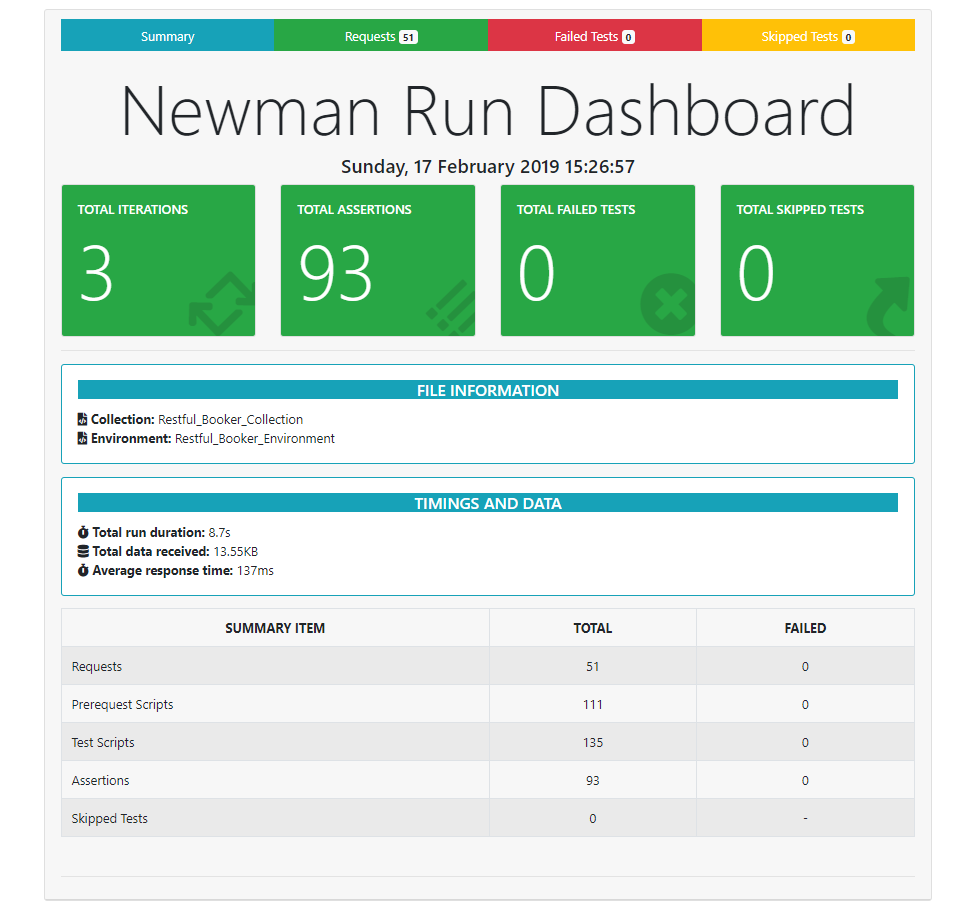 Summary Requests 51 Failed Tests 0 Skipped Tests 0
Newman Run Dashboard
Sunday, 17 February 2019 15:26:57
TOTAL ITERATIONS
3
TOTAL ASSERTIONS
93
TOTAL FAILED TESTS
0
TOTAL SKIPPED TESTS
0
FILE INFORMATION
Collection: Restful_Booker_Collection
Environment: Restful_Booker_Environment
TIMINGS AND DATA
Total run duration: 8.7s
Total data received: 13.55KB
Average response time: 137ms
SUMMARY ITEM TOTAL FAILED
Requests 51 0
Prerequest Scripts 111 0
Test Scripts 135 0
Assertions 93 0
Skipped Tests 0 -